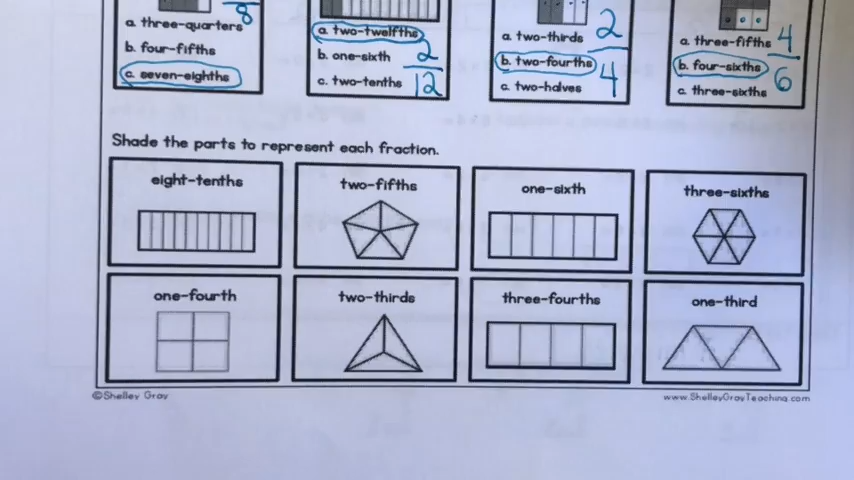 8
a. three-quarters
b. four-fifths
c. seven-eighths
a. two-twelfths
b. one-sixth
c. two-tenths
2
12
a. two-thirds
b. two-fourths
c. two-halves
2
4
a. three-fifths
b. four-sixths
c. three-sixths
4
6
Shade the parts to represent each fraction.
eight-tenths
two-fifths
one-sixth
three-sixths
one-fourth
two-thirds
three-fourths
one-third
©Shelley Gray
www.ShelleyGrayTeaching.com